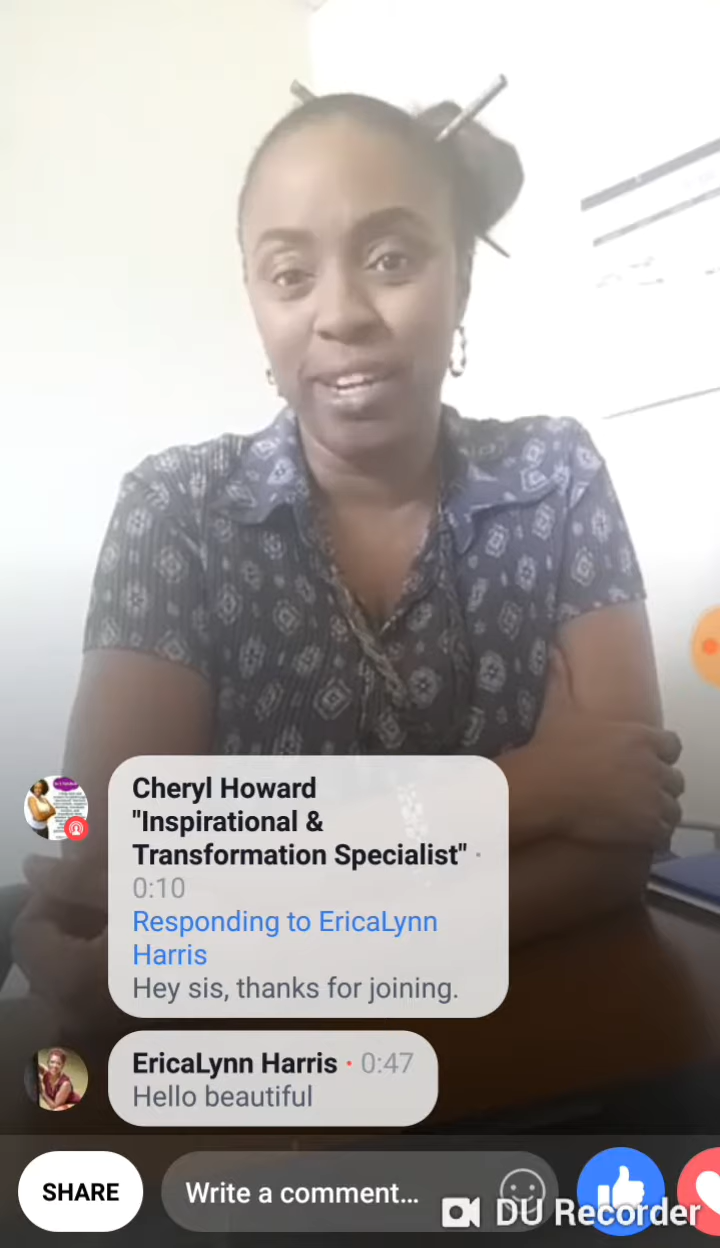 Cheryl Howard
"Inspirational &
Transformation Specialist" ·
0:10
Responding to EricaLynn
Harris
Hey sis, thanks for joining.
EricaLynn Harris · 0:47
Hello beautiful
SHARE
Write a comment...
DU Recorder